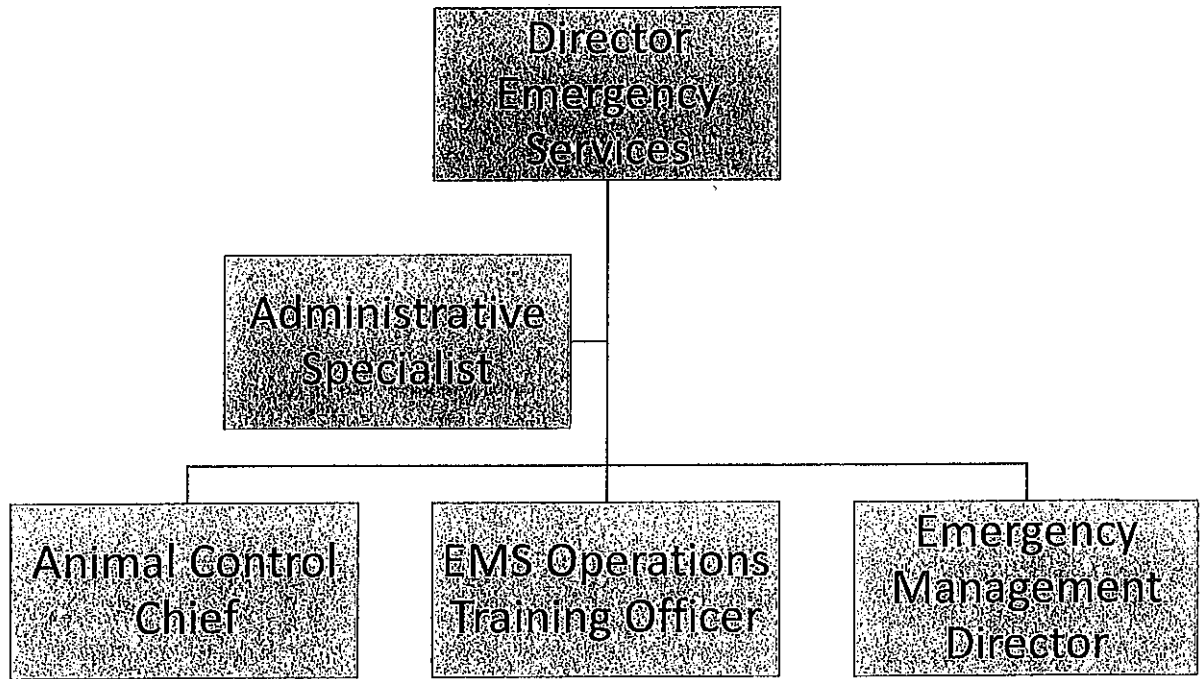 Director
Emergency
Services
Administrative
Specialist
Animal Control
Chief
EMS Operations
Training Officer
Emergency
Management
Director